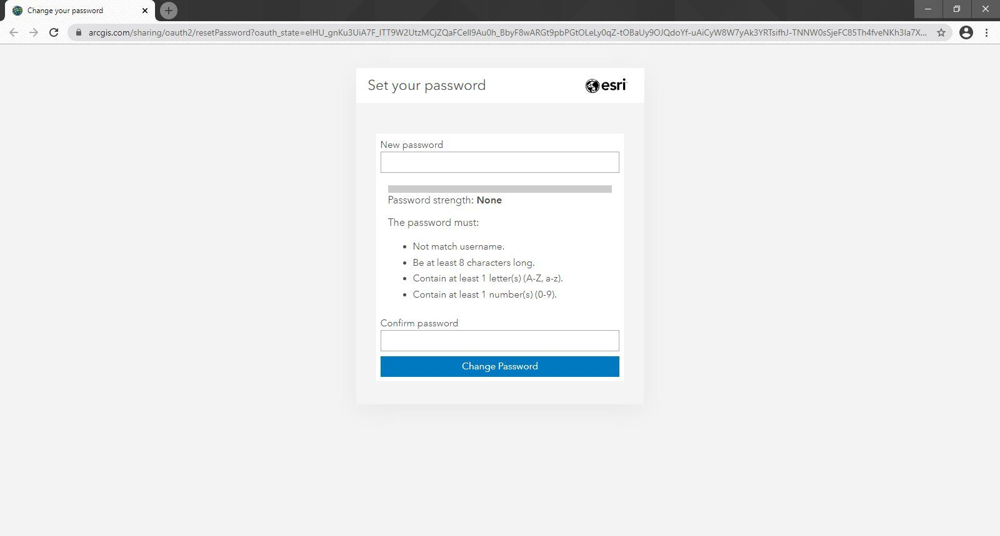 Change your password
arcgis.com/sharing/oauth2/resetPassword?oauth_state=eIHU_gnKu3UiA7F_ITT9W2UtzMCjZQaFCeIl9Au0h_BbyF8wARGt9pbPGtOLeLy0qZ-tOBaUy9OJQdoYf-uAiCyW8W7yAk3YRTsifhJ-TNNW0sSjeFC85Th4fveNKh3Ia7X...
Set your password
esri
New password
Password strength: None
The password must:
• Not match username.
• Be at least 8 characters long.
• Contain at least 1 letter(s) (A-Z, a-z).
• Contain at least 1 number(s) (0-9).
Confirm password
Change Password